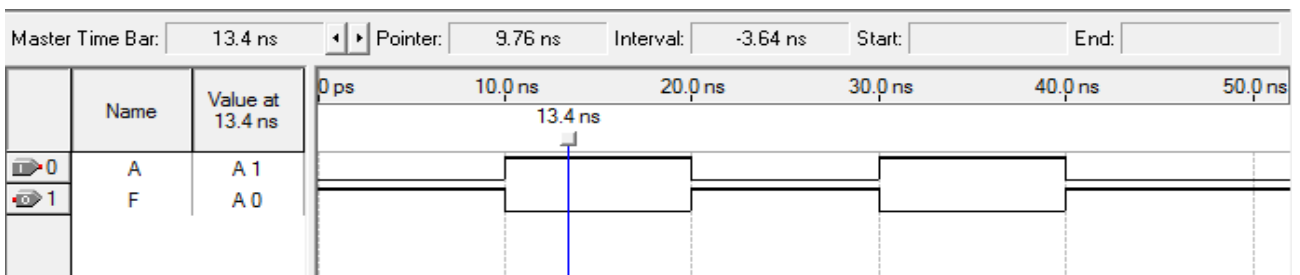 Master Time Bar: 13.4 ns Pointer: 9.76 ns Interval: -3.64 ns Start: End:
Name Value at 13.4 ns
0 ps 10.0 ns 20.0 ns 30.0 ns 40.0 ns 50.0 ns
13.4 ns
0 A A 1
1 F A 0